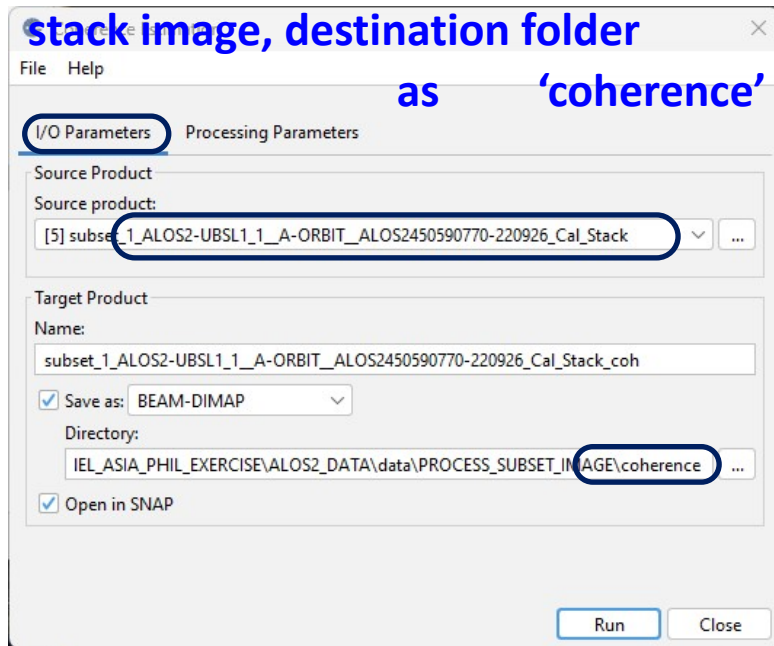 stack image, destination folder
as ‘coherence’
File Help
I/O Parameters Processing Parameters
Source Product
Source product:
[5] subset_1_ALOS2-UBSL1_1__A-ORBIT__ALOS2450590770-220926_Cal_Stack
...
Target Product
Name:
subset_1_ALOS2-UBSL1_1__A-ORBIT__ALOS2450590770-220926_Cal_Stack_coh
Save as: BEAM-DIMAP
Directory:
IEL_ASIA_PHIL_EXERCISE\ALOS2_DATA\data\PROCESS_SUBSET_IMAGE\coherence
...
Open in SNAP
Run Close